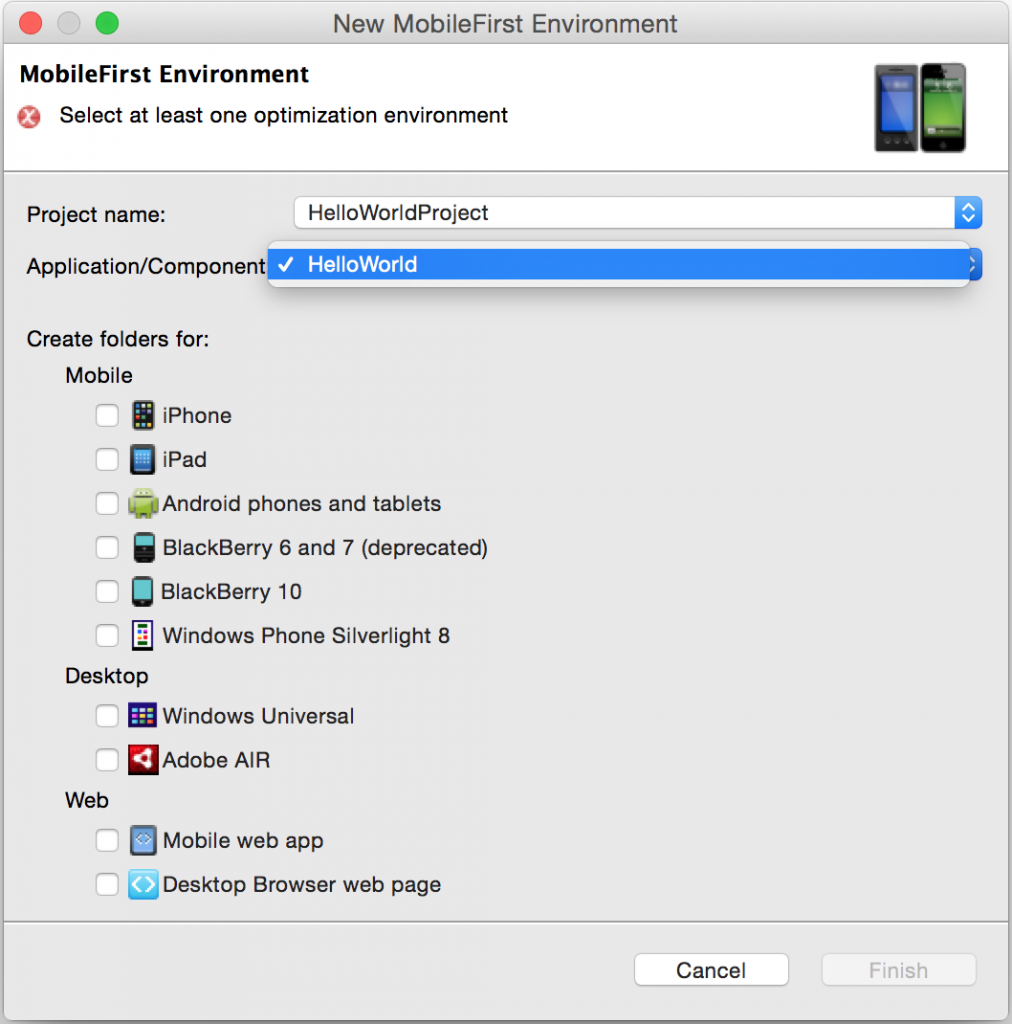 New MobileFirst Environment
MobileFirst Environment
Select at least one optimization environment
Project name:
HelloWorldProject
Application/Component
✓ HelloWorld
Create folders for:
Mobile
iPhone
iPad
Android phones and tablets
BlackBerry 6 and 7 (deprecated)
BlackBerry 10
Windows Phone Silverlight 8
Desktop
Windows Universal
Adobe AIR
Web
Mobile web app
Desktop Browser web page
Cancel
Finish